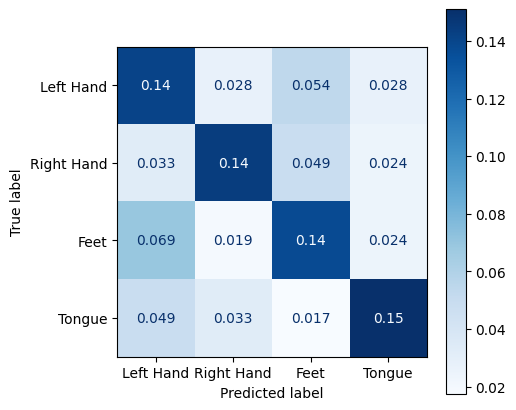 Left Hand 0.14 0.028 0.054 0.028
Right Hand 0.033 0.14 0.049 0.024
Feet 0.069 0.019 0.14 0.024
Tongue 0.049 0.033 0.017 0.15
Left Hand Right Hand Feet Tongue
Predicted label
True label
0.14
0.12
0.10
0.08
0.06
0.04
0.02